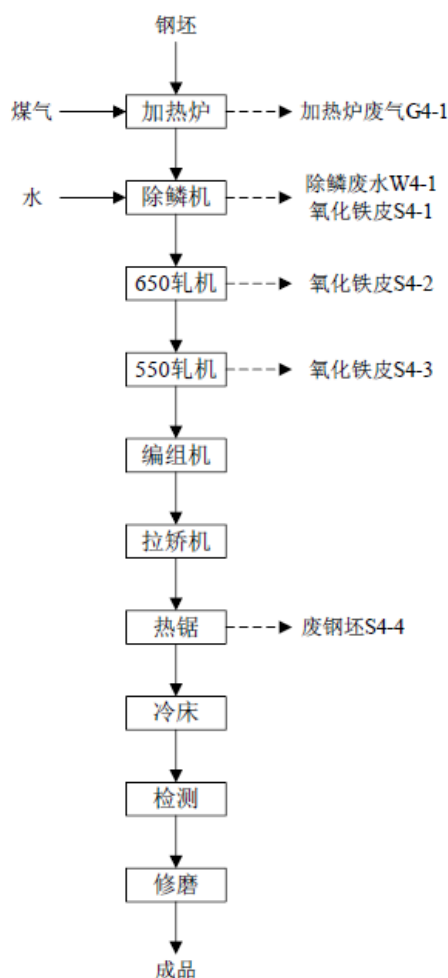 钢坯
煤气
加热炉
加热炉废气G4-1
水
除鳞机
除鳞废水W4-1
氧化铁皮S4-1
650轧机
氧化铁皮S4-2
550轧机
氧化铁皮S4-3
编组机
拉矫机
热锯
废钢坯S4-4
冷床
检测
修磨
成品